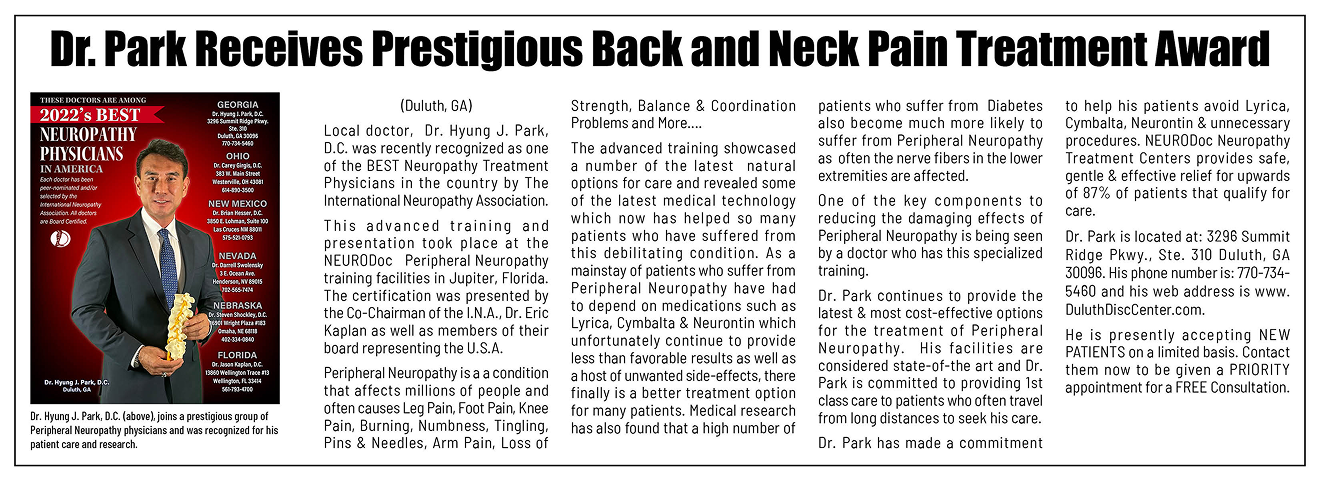 Dr. Park Receives Prestigious Back and Neck Pain Treatment Award
THESE DOCTORS ARE AMONG
2022's BEST
NEUROPATHY
PHYSICIANS
IN AMERICA
Each doctor has been
peer-nominated and/or
selected by the
International Neuropathy
Association. All doctors
are Board Certified.
GEORGIA
Dr. Hyung J. Park, D.C.
3296 Summit Ridge Pkwy.
Ste. 310
Duluth, GA 30096
770-734-5460
OHIO
Dr. Carey Girgis, D.C.
383 W. Main Street
Westerville, OH 43081
614-890-3500
NEW MEXICO
Dr. Brian Hesser, D.C.
3850 E. Lohman, Suite 100
Las Cruces NM 88011
575-521-0793
NEVADA
Dr. Darrell Swolensky
3 E. Ocean Ave.
Henderson, NV 89015
702-565-7474
NEBRASKA
Dr. Steven Shockley, D.C.
16901 Wright Plaza #183
Omaha, NE 68118
402-334-0840
FLORIDA
Dr. Jason Kaplan, D.C.
13860 Wellington Trace #13
Wellington, FL 33414
561-793-4700
Dr. Hyung J. Park, D.C.
Duluth, GA
Dr. Hyung J. Park, D.C. (above), joins a prestigious group of
Peripheral Neuropathy physicians and was recognized for his
patient care and research.
(Duluth, GA)
Local doctor, Dr. Hyung J. Park,
D.C. was recently recognized as one
of the BEST Neuropathy Treatment
Physicians in the country by The
International Neuropathy Association.
This advanced training and
presentation took place at the
NEURODoc Peripheral Neuropathy
training facilities in Jupiter, Florida.
The certification was presented by
the Co-Chairman of the I.N.A., Dr. Eric
Kaplan as well as members of their
board representing the U.S.A.
Peripheral Neuropathy is a a condition
that affects millions of people and
often causes Leg Pain, Foot Pain, Knee
Pain, Burning, Numbness, Tingling,
Pins & Needles, Arm Pain, Loss of
Strength, Balance & Coordination
Problems and More....
The advanced training showcased
a number of the latest natural
options for care and revealed some
of the latest medical technology
which now has helped so many
patients who have suffered from
this debilitating condition. As a
mainstay of patients who suffer from
Peripheral Neuropathy have had
to depend on medications such as
Lyrica, Cymbalta & Neurontin which
unfortunately continue to provide
less than favorable results as well as
a host of unwanted side-effects, there
finally is a better treatment option
for many patients. Medical research
has also found that a high number of
patients who suffer from Diabetes
also become much more likely to
suffer from Peripheral Neuropathy
as often the nerve fibers in the lower
extremities are affected.
One of the key components to
reducing the damaging effects of
Peripheral Neuropathy is being seen
by a doctor who has this specialized
training.
Dr. Park continues to provide the
latest & most cost-effective options
for the treatment of Peripheral
Neuropathy. His facilities are
considered state-of-the art and Dr.
Park is committed to providing 1st
class care to patients who often travel
from long distances to seek his care.
Dr. Park has made a commitment
to help his patients avoid Lyrica,
Cymbalta, Neurontin & unnecessary
procedures. NEURODoc Neuropathy
Treatment Centers provides safe,
gentle & effective relief for upwards
of 87% of patients that qualify for
care.
Dr. Park is located at: 3296 Summit
Ridge Pkwy., Ste. 310 Duluth, GA
30096. His phone number is: 770-734-
5460 and his web address is www.
DuluthDiscCenter.com.
He is presently accepting NEW
PATIENTS on a limited basis. Contact
them now to be given a PRIORITY
appointment for a FREE Consultation.